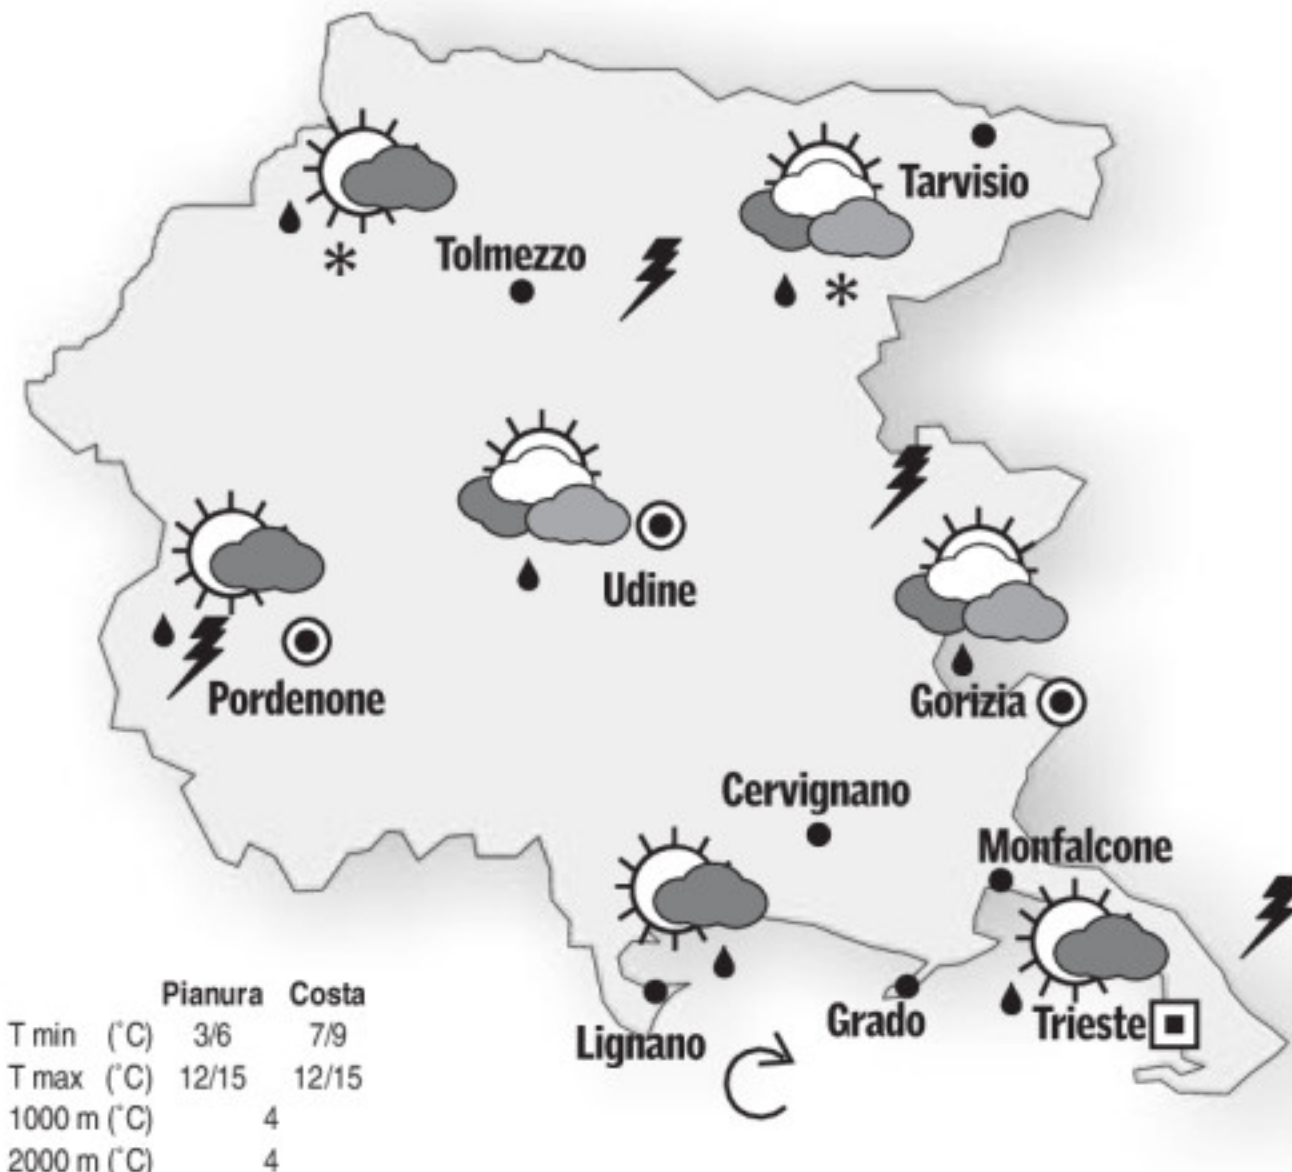 Tarvisio
Tolmezzo
Udine
Pordenone
Gorizia
Cervignano
Monfalcone
Grado
Trieste
Lignano
Pianura Costa
T min (˚C) 3/6 7/9
T max (˚C) 12/15 12/15
1000 m (˚C) 4
2000 m (˚C) 4